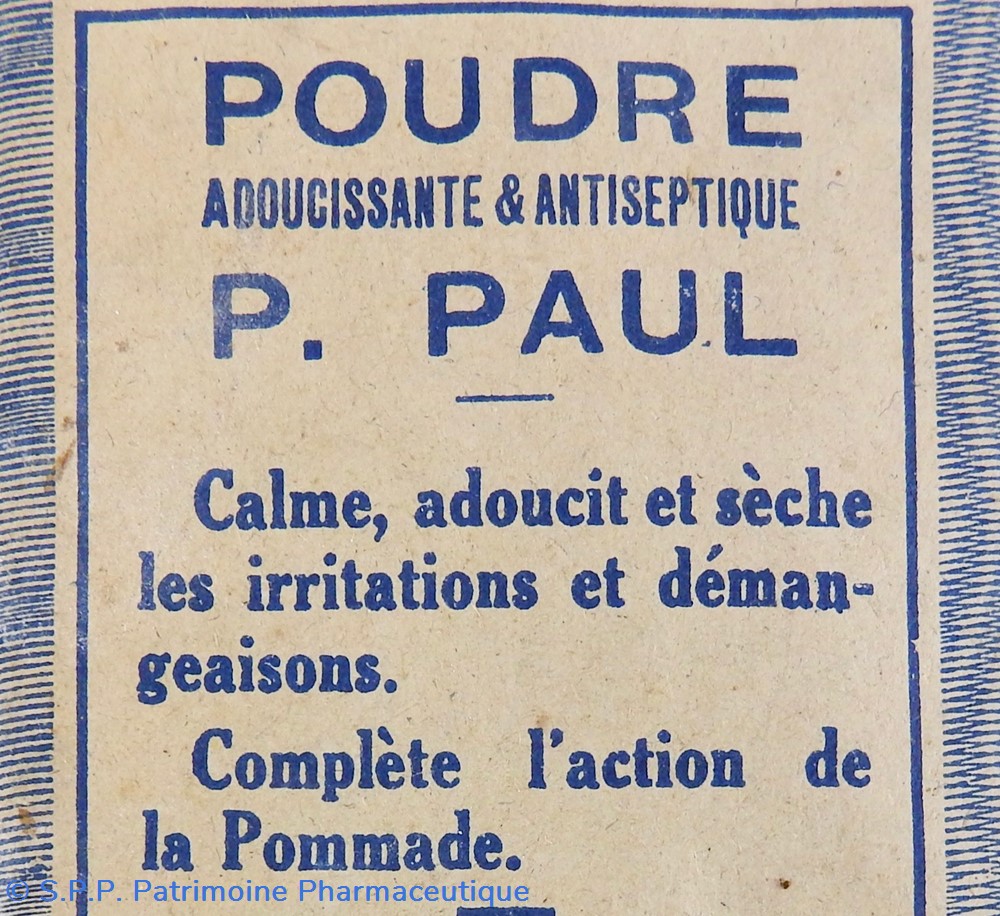 POUDRE
ADOUCISSANTE & ANTISEPTIQUE
P. PAUL
Calme, adoucit et sèche
les irritations et déman-
geaisons.
Complète l'action de
la Pommade.
© S.P.P. Patrimoine Pharmaceutique